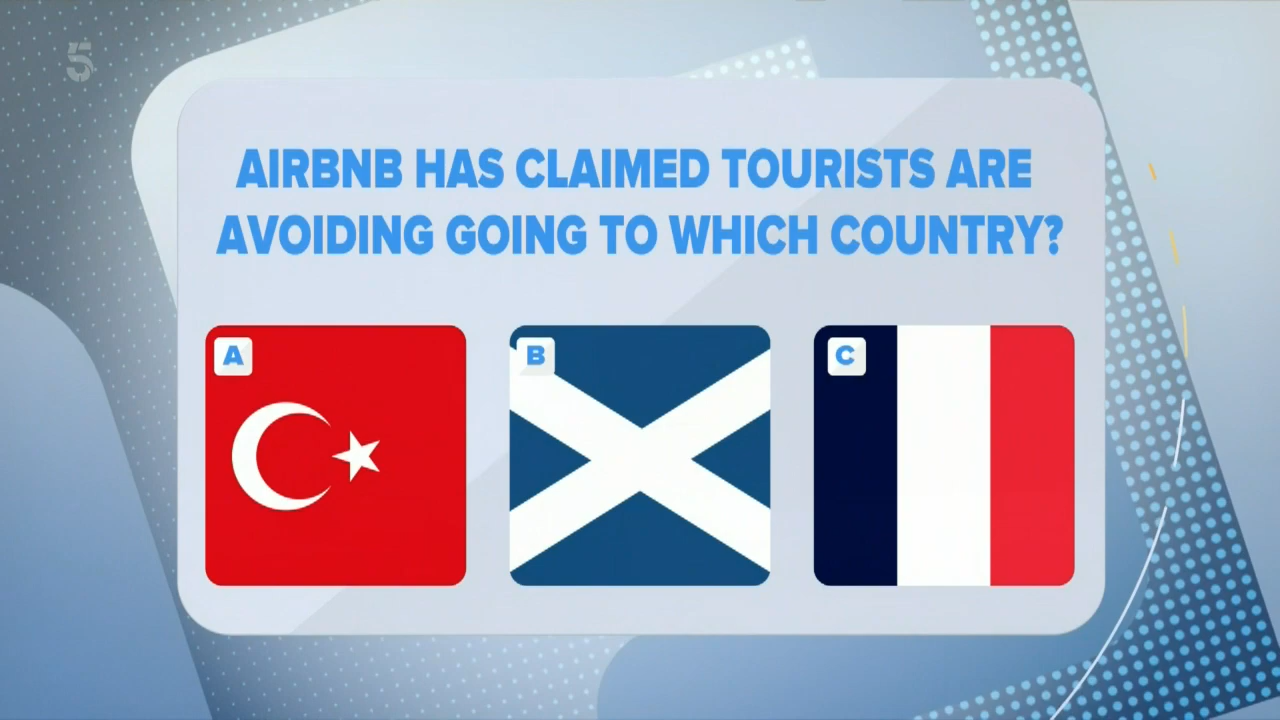 5
AIRBNB HAS CLAIMED TOURISTS ARE
AVOIDING GOING TO WHICH COUNTRY?
A
B
C